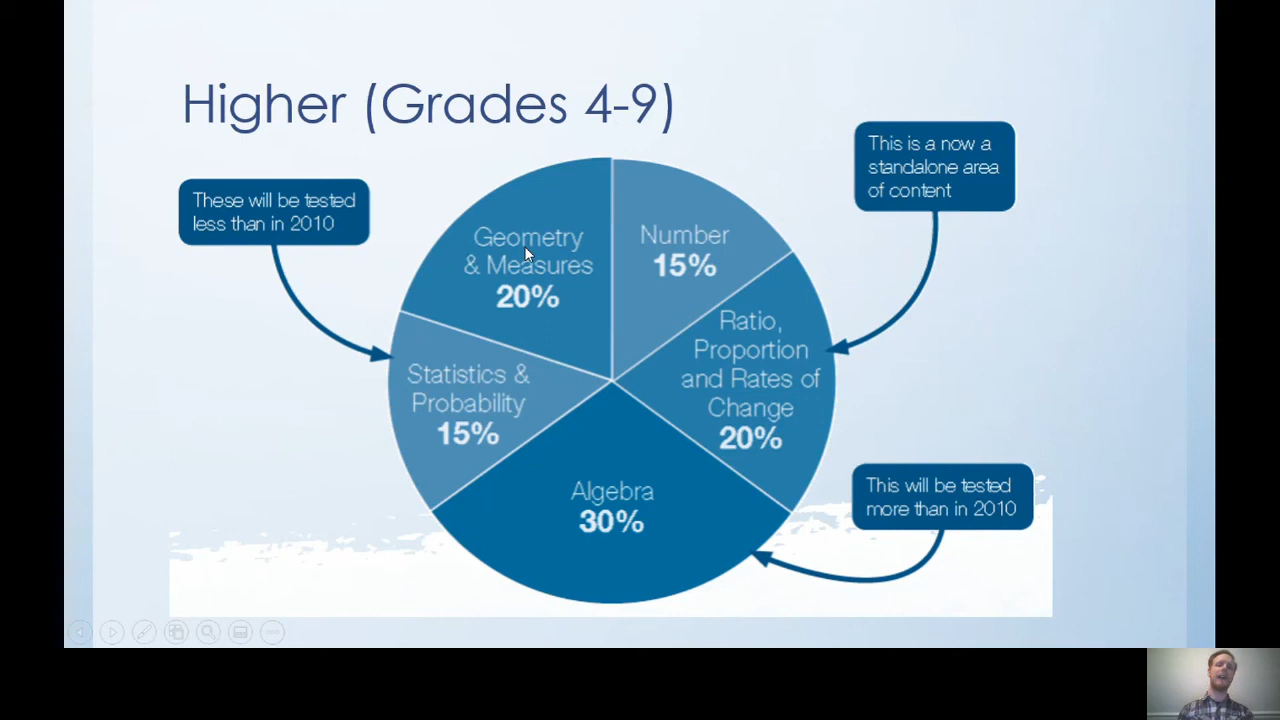 Higher (Grades 4-9)
These will be tested
less than in 2010
This is a now a
standalone area
of content
Geometry
& Measures
20%
Number
15%
Ratio,
Proportion
and Rates of
Change
20%
Statistics &
Probability
15%
Algebra
30%
This will be tested
more than in 2010